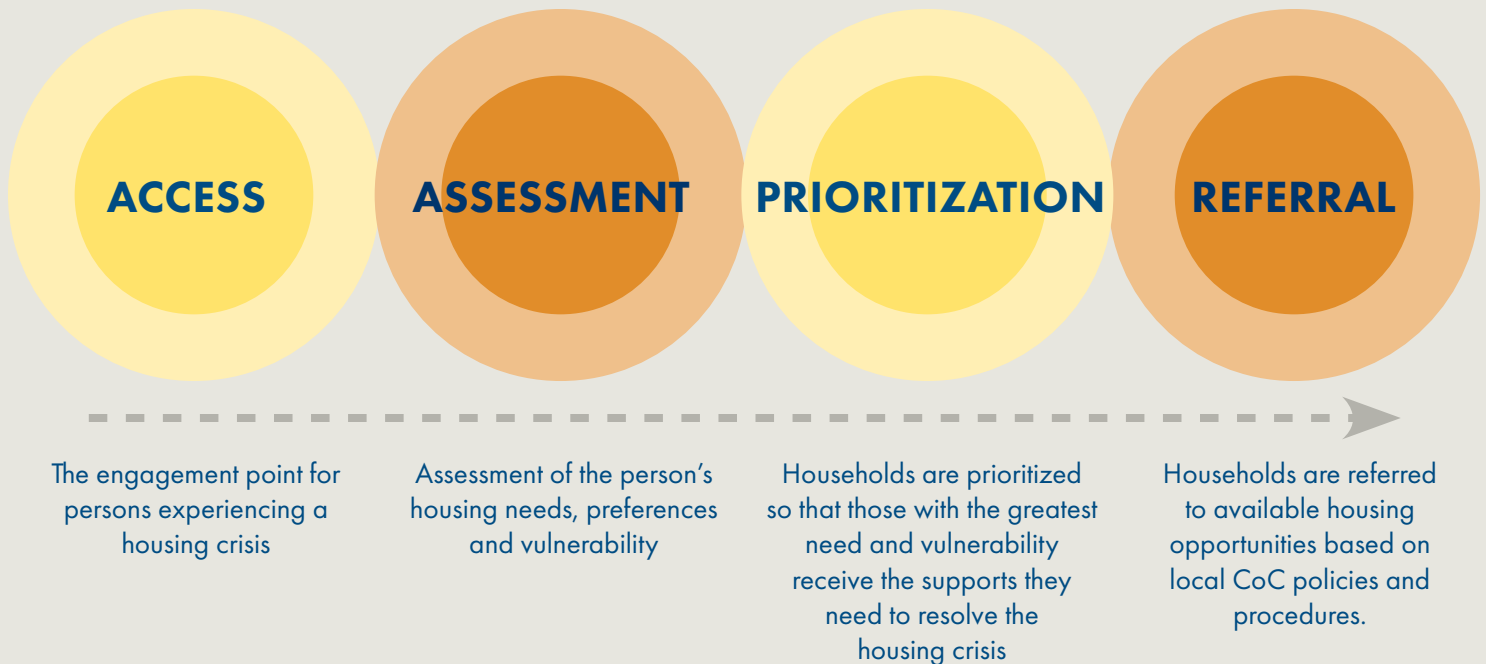 ACCESS
ASSESSMENT
PRIORITIZATION
REFERRAL
The engagement point for
persons experiencing a
housing crisis
Assessment of the person’s
housing needs, preferences
and vulnerability
Households are prioritized
so that those with the greatest
need and vulnerability
receive the supports they
need to resolve the
housing crisis
Households are referred
to available housing
opportunities based on
local CoC policies and
procedures.